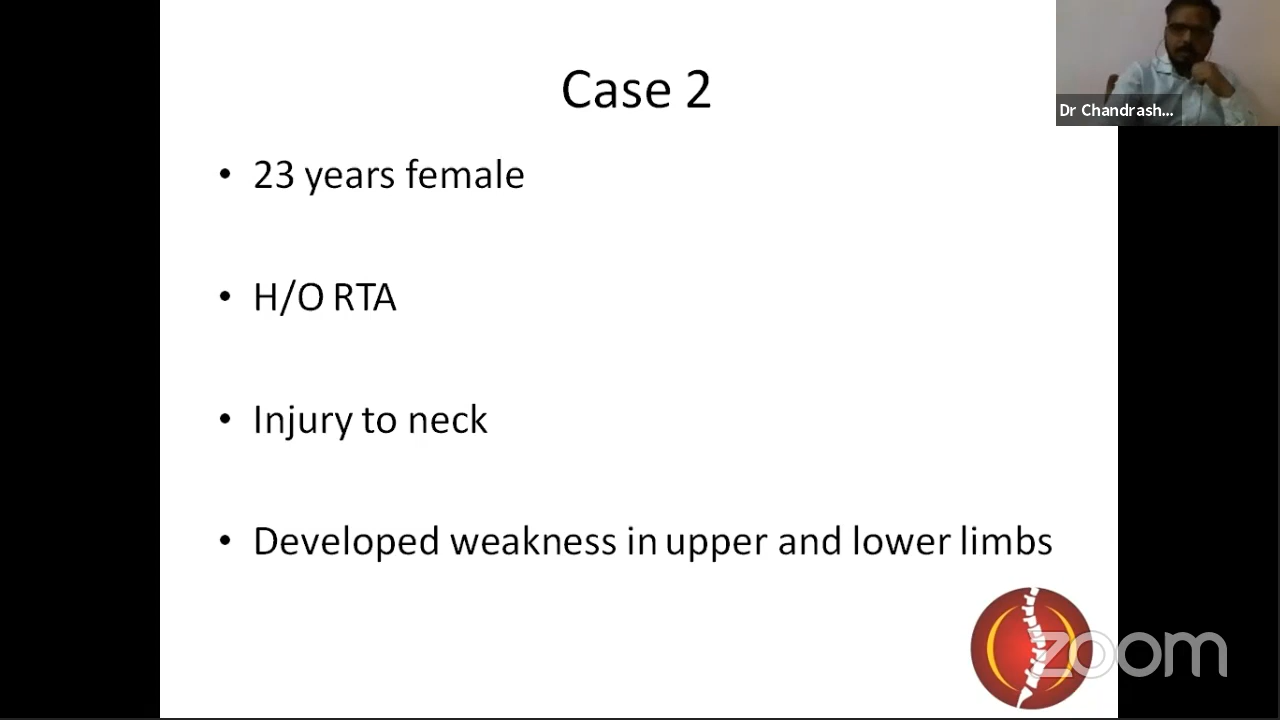 Case 2
Dr Chandrash...
• 23 years female
• H/O RTA
• Injury to neck
• Developed weakness in upper and lower limbs
zoom